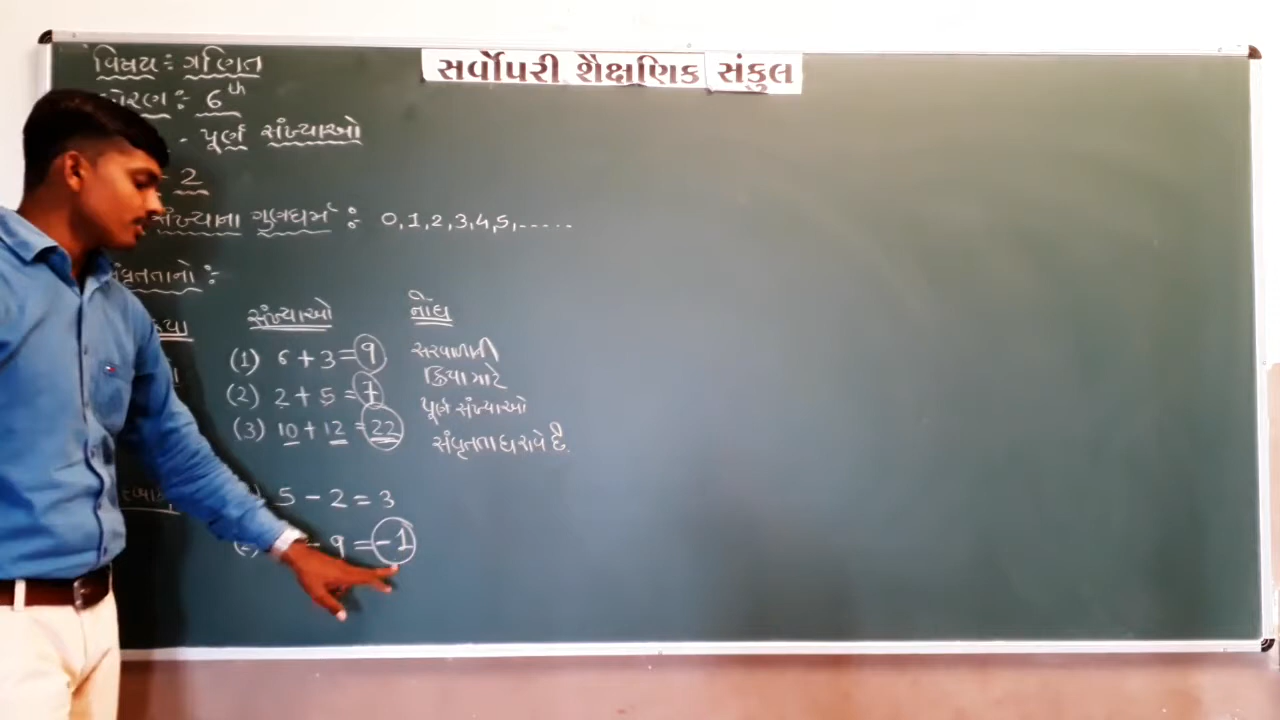 સર્વોપરી શૈક્ષણિક સંકુલ
વિષય :- ગણિત
ધોરણ :- 6th
- પૂર્ણ સંખ્યાઓ
2
સંખ્યાના ગુણધર્મ :- 0,1,2,3,4,5,.....
સંવૃતતાનો :-
સંખ્યાઓ નોંધ
(1) 6 + 3 = 9 સરવાળાની
ક્રિયા માટે
(2) 2 + 5 = 7 પૂર્ણ સંખ્યાઓ
(3) 10 + 12 = 22 સંવૃતતા ધરાવે છે.
5 - 2 = 3
(2) - 9 = -1